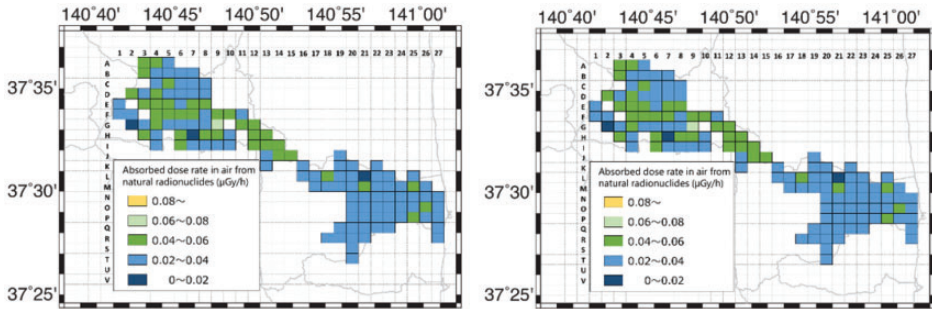 140˚40' 140˚45' 140˚50' 140˚55' 141˚00'
1 2 3 4 5 6 7 8 9 10 11 12 13 14 15 16 17 18 19 20 21 22 23 24 25 26 27
A
B
C
D
E
F
G
H
I
J
K
L
M
N
O
P
Q
R
S
T
U
V
37˚35'
37˚30'
37˚25'
Absorbed dose rate in air from
natural radionuclides (μGy/h)
0.08~
0.06~0.08
0.04~0.06
0.02~0.04
0~0.02
140˚40' 140˚45' 140˚50' 140˚55' 141˚00'
1 2 3 4 5 6 7 8 9 10 11 12 13 14 15 16 17 18 19 20 21 22 23 24 25 26 27
A
B
C
D
E
F
G
H
I
J
K
L
M
N
O
P
Q
R
S
T
U
V
37˚35'
37˚30'
37˚25'
Absorbed dose rate in air from
natural radionuclides (μGy/h)
0.08~
0.06~0.08
0.04~0.06
0.02~0.04
0~0.02